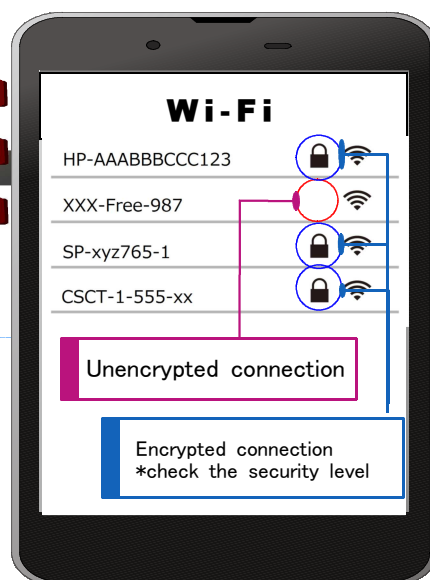 Wi-Fi
HP-AAABBBCCC123
XXX-Free-987
SP-xyz765-1
CSCT-1-555-xx
Unencrypted connection
Encrypted connection
*check the security level